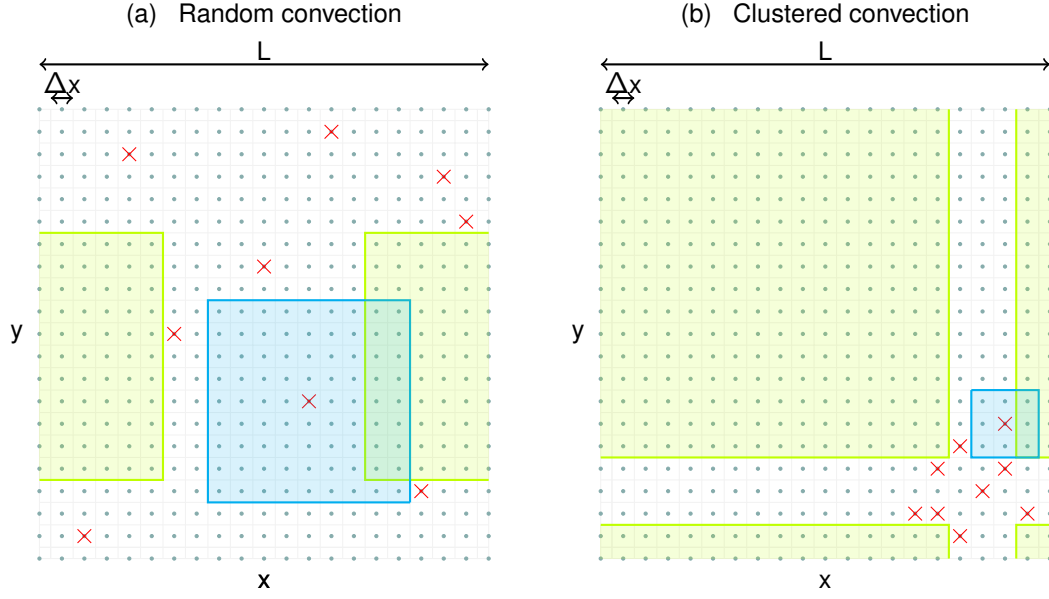 (a) Random convection
L
Δx
y
x
(b) Clustered convection
L
Δx
y
x